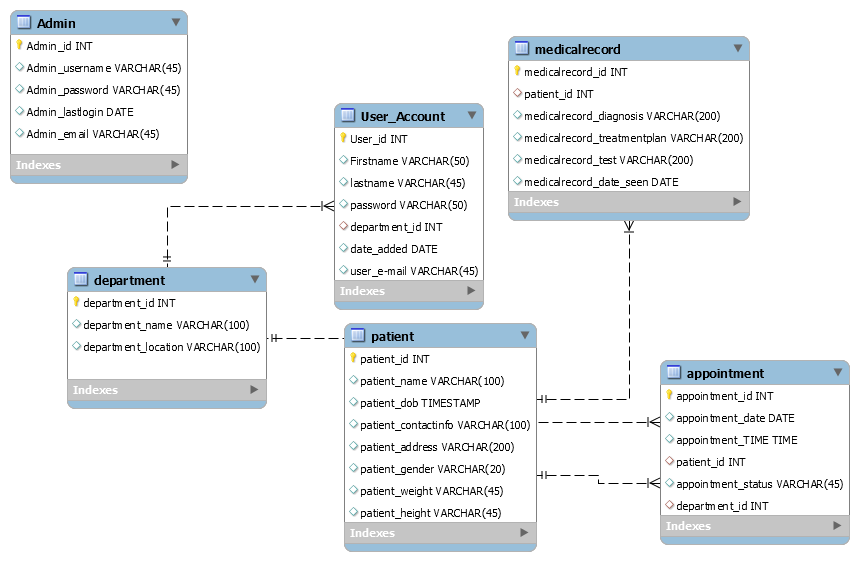 Admin
Admin_id INT
Admin_username VARCHAR(45)
Admin_password VARCHAR(45)
Admin_lastlogin DATE
Admin_email VARCHAR(45)
Indexes
User_Account
User_id INT
Firstname VARCHAR(50)
lastname VARCHAR(45)
password VARCHAR(50)
department_id INT
date_added DATE
user_e-mail VARCHAR(45)
Indexes
medicalrecord
medicalrecord_id INT
patient_id INT
medicalrecord_diagnosis VARCHAR(200)
medicalrecord_treatmentplan VARCHAR(200)
medicalrecord_test VARCHAR(200)
medicalrecord_date_seen DATE
Indexes
department
department_id INT
department_name VARCHAR(100)
department_location VARCHAR(100)
Indexes
patient
patient_id INT
patient_name VARCHAR(100)
patient_dob TIMESTAMP
patient_contactinfo VARCHAR(100)
patient_address VARCHAR(200)
patient_gender VARCHAR(20)
patient_weight VARCHAR(45)
patient_height VARCHAR(45)
Indexes
appointment
appointment_id INT
appointment_date DATE
appointment_TIME TIME
patient_id INT
appointment_status VARCHAR(45)
department_id INT
Indexes